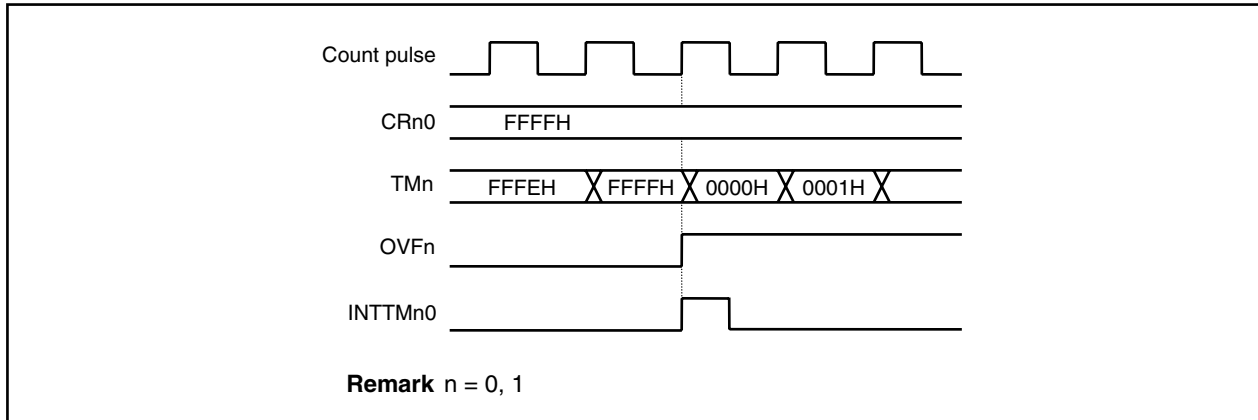 Count pulse
CRn0 FFFFH
TMn FFFEH FFFFH 0000H 0001H
OVFn
INTTMn0
Remark n = 0, 1